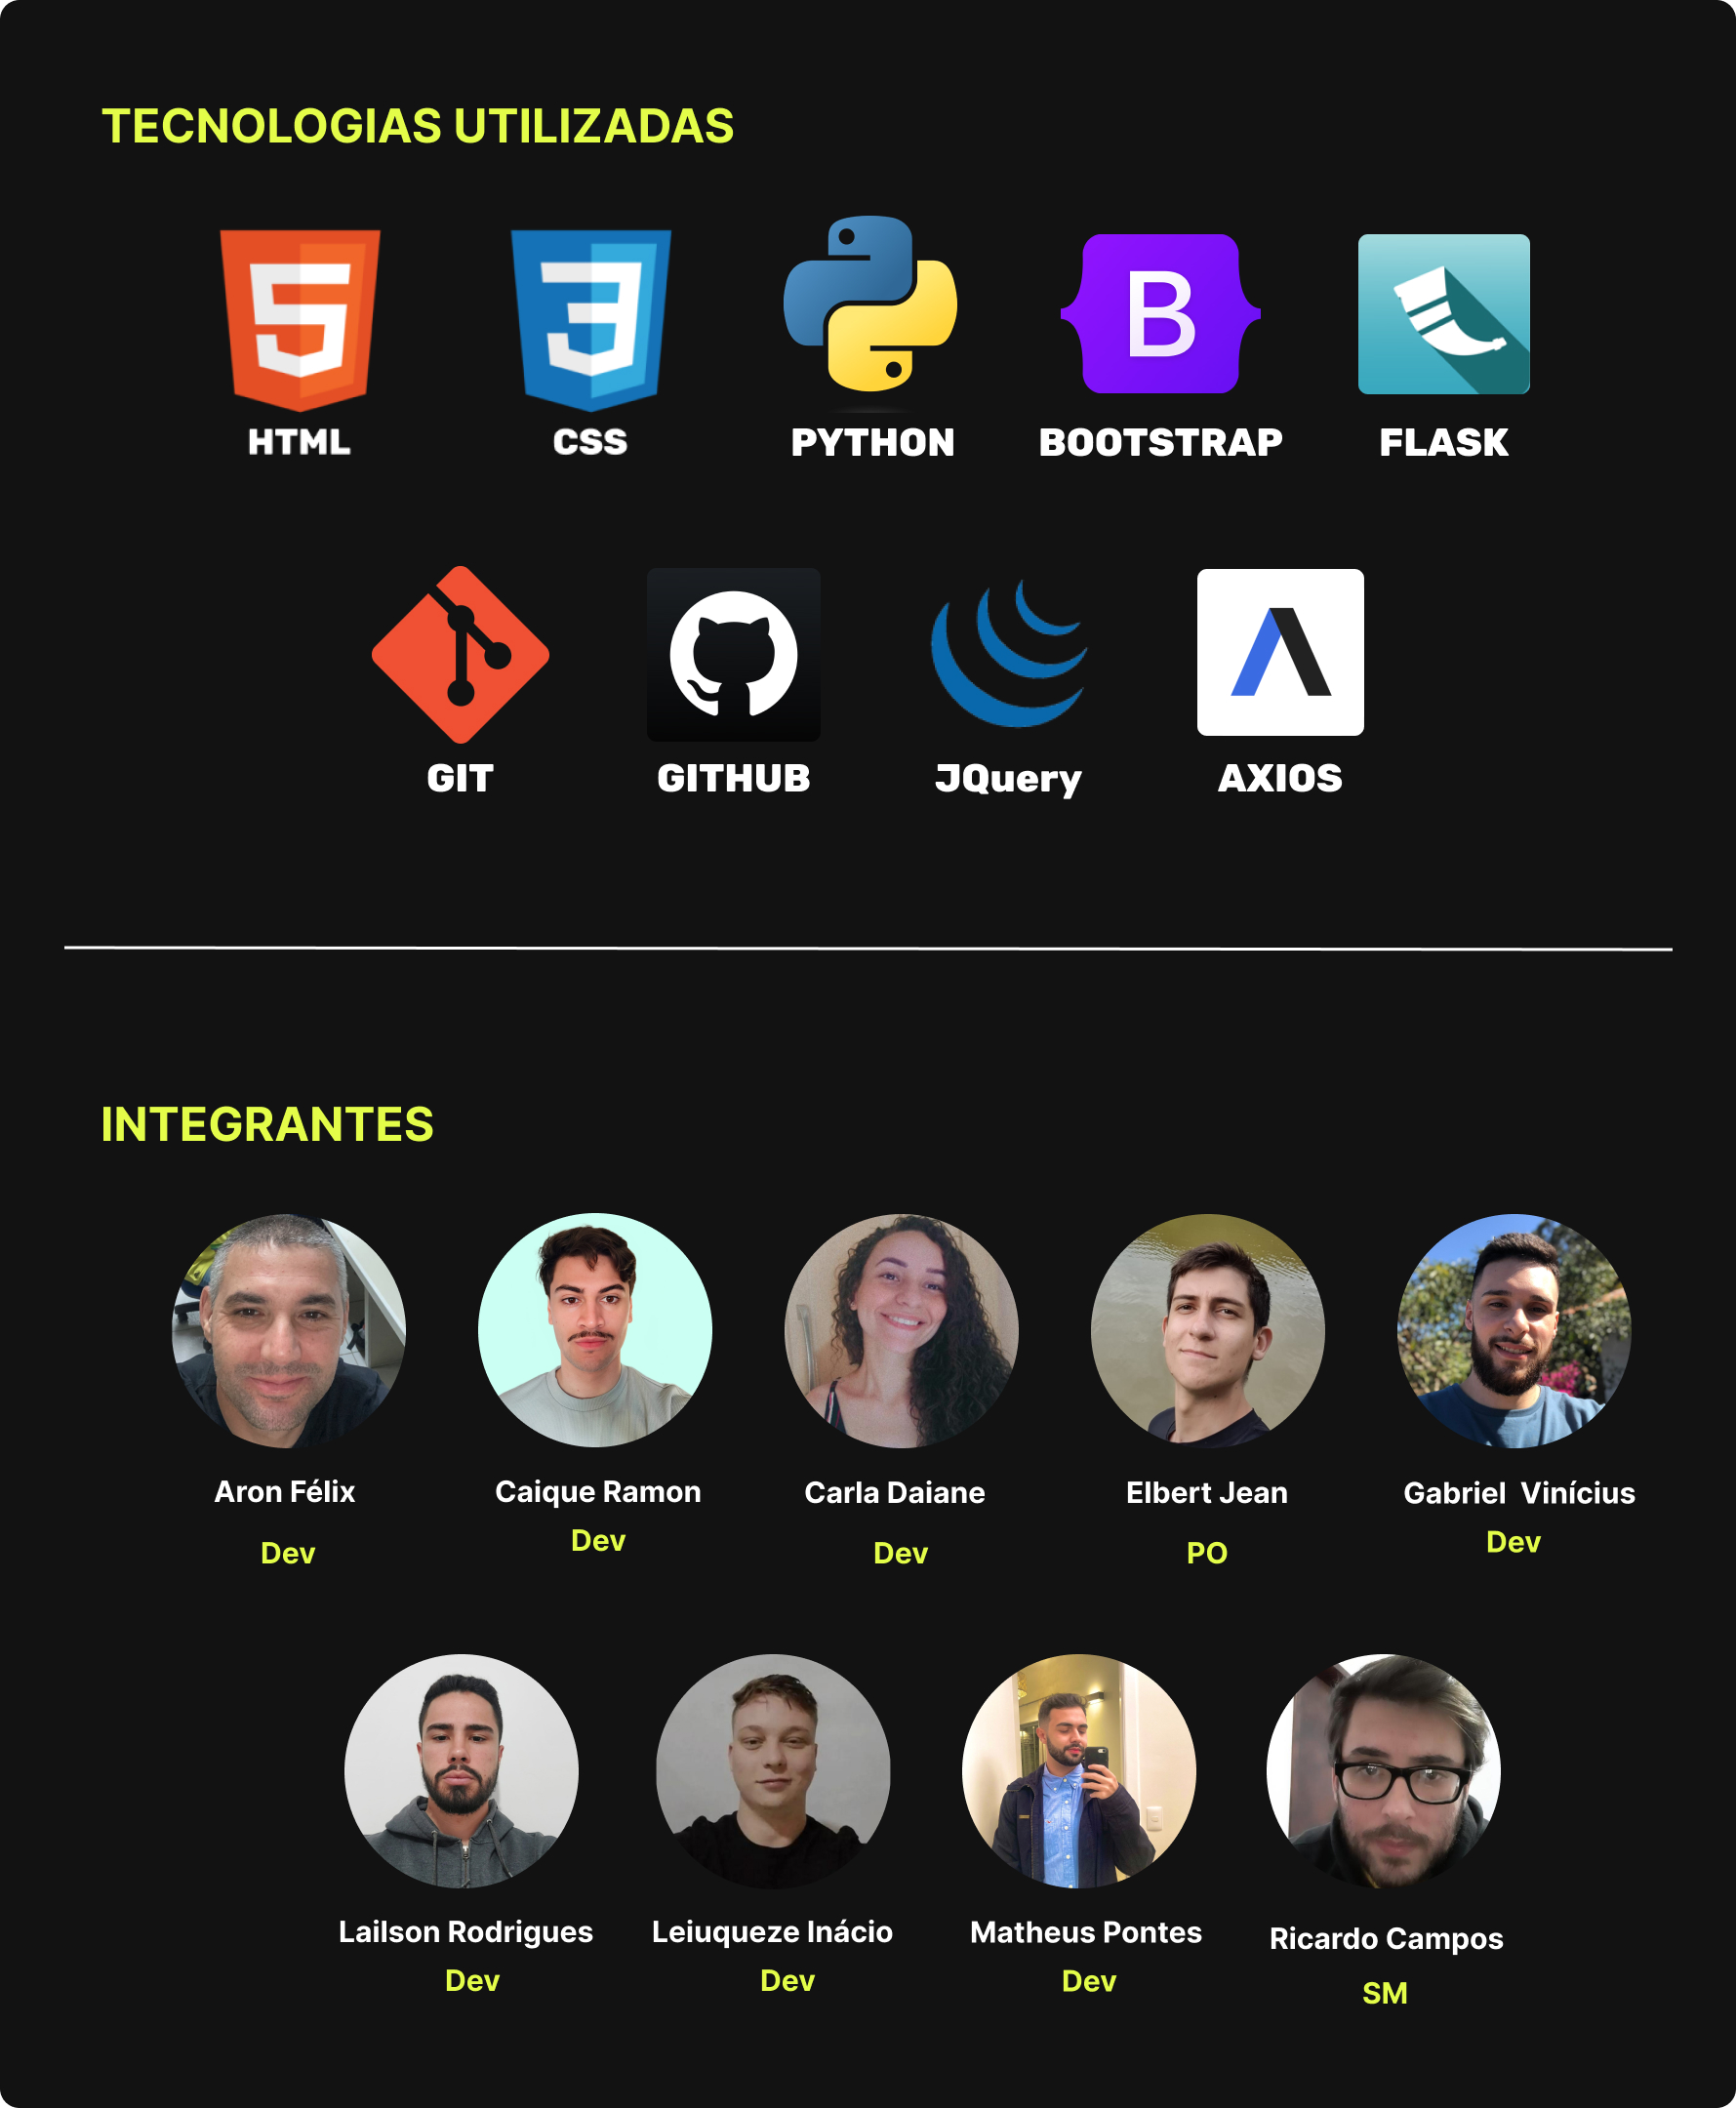 TECNOLOGIAS UTILIZADAS
HTML
CSS
PYTHON
BOOTSTRAP
FLASK
GIT
GITHUB
JQuery
AXIOS
INTEGRANTES
Aron Félix
Dev
Caique Ramon
Dev
Carla Daiane
Dev
Elbert Jean
PO
Gabriel Vinícius
Dev
Lailson Rodrigues
Dev
Leiuqueze Inácio
Dev
Matheus Pontes
Dev
Ricardo Campos
SM